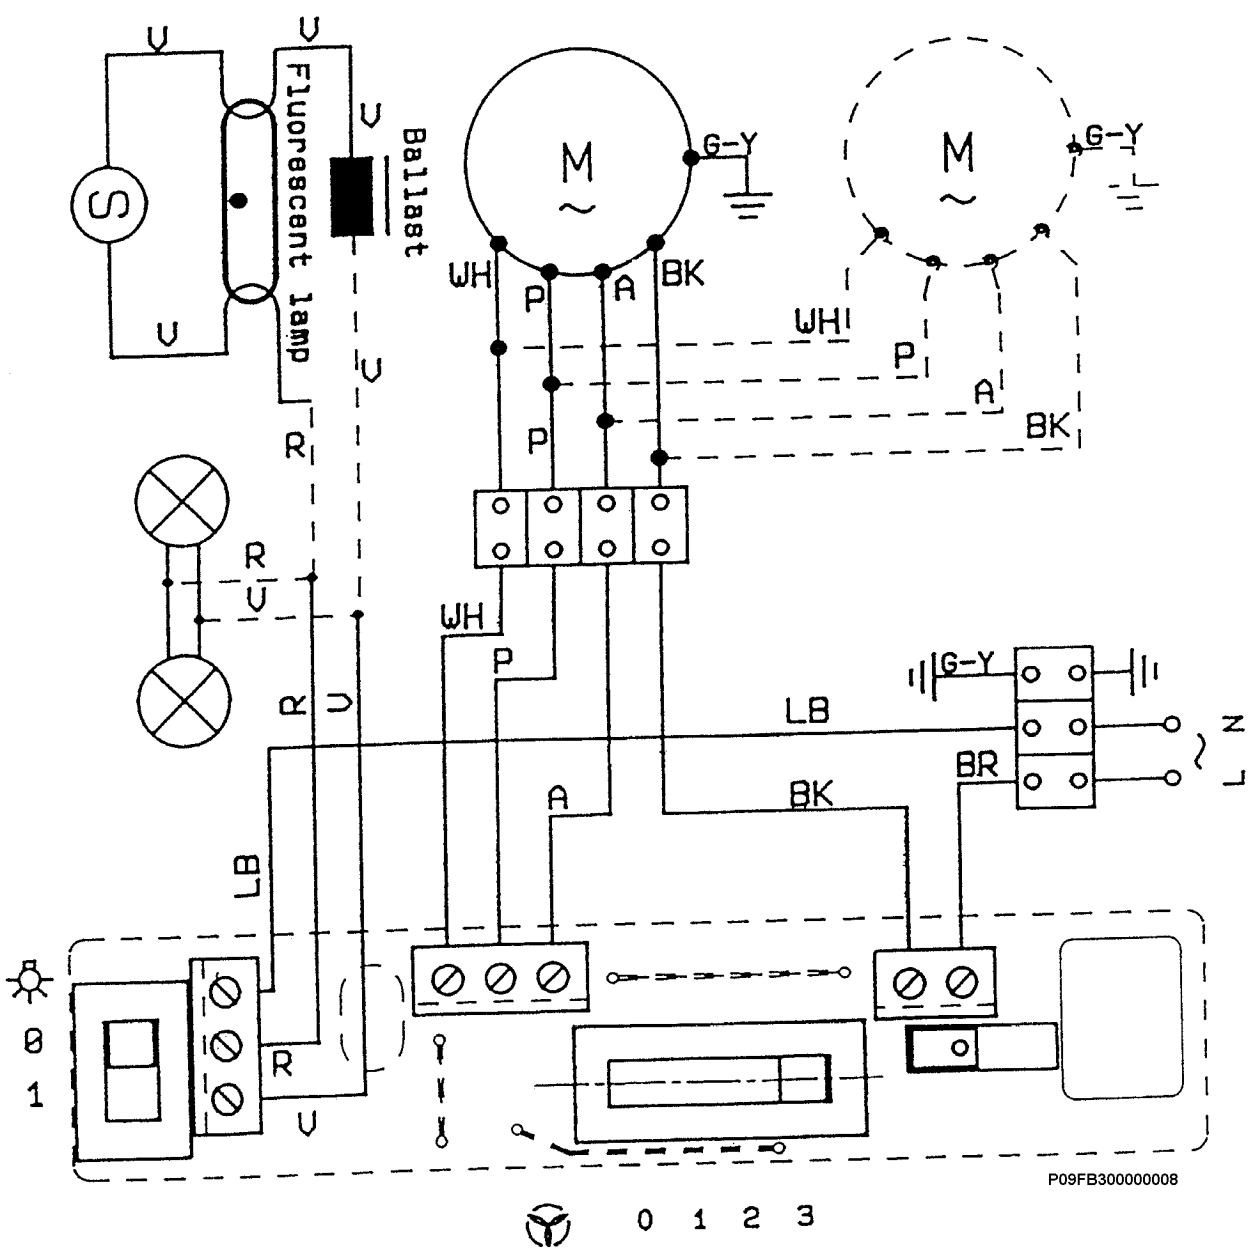 V
V
V
Fluorescent lamp
Ballast
S
V
V
R
M
~
G-Y
WH
P
A
BK
M
~
G-Y
WH
P
A
BK
P
R
V
R
V
WH
P
A
LB
BK
G-Y
BR
N
~
L
LB
R
V
0
1
P09FB300000008
0 1 2 3